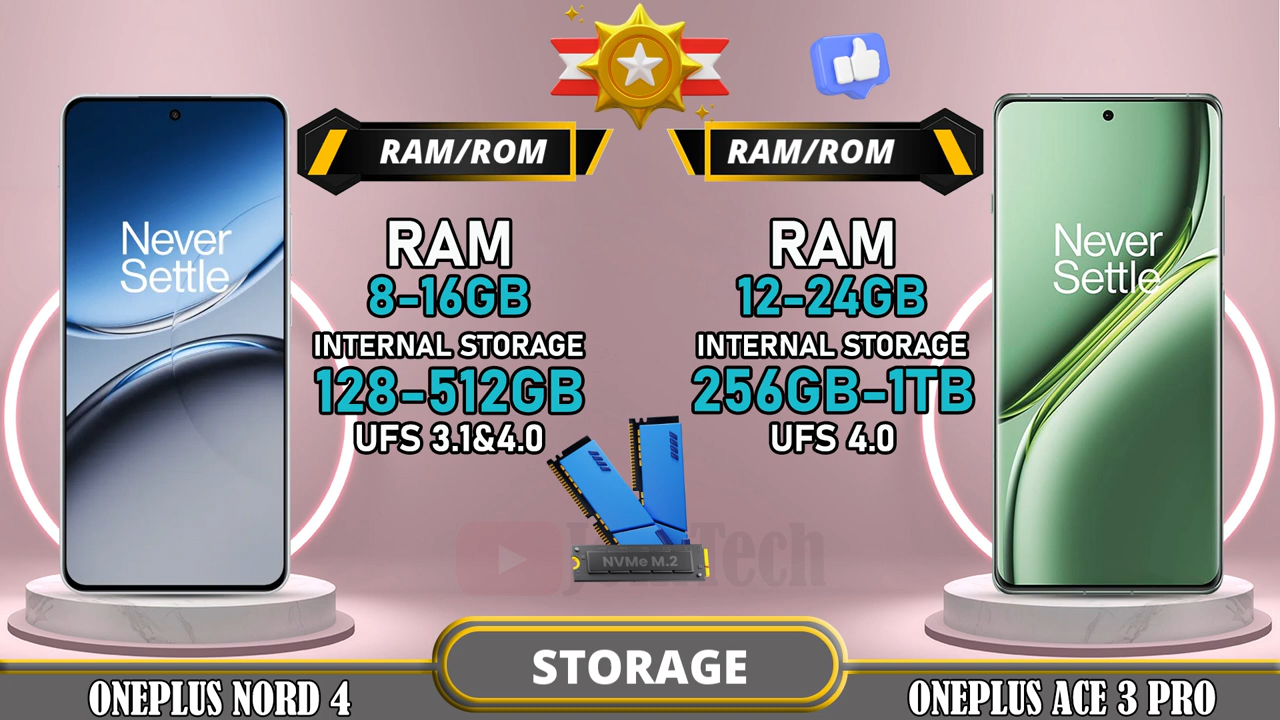 RAM/ROM
RAM/ROM
Never
Settle
RAM
8-16GB
INTERNAL STORAGE
128-512GB
UFS 3.1&4.0
RAM
12-24GB
INTERNAL STORAGE
256GB-1TB
UFS 4.0
Never
Settle
NVMe M.2
Tech
STORAGE
ONEPLUS NORD 4
ONEPLUS ACE 3 PRO